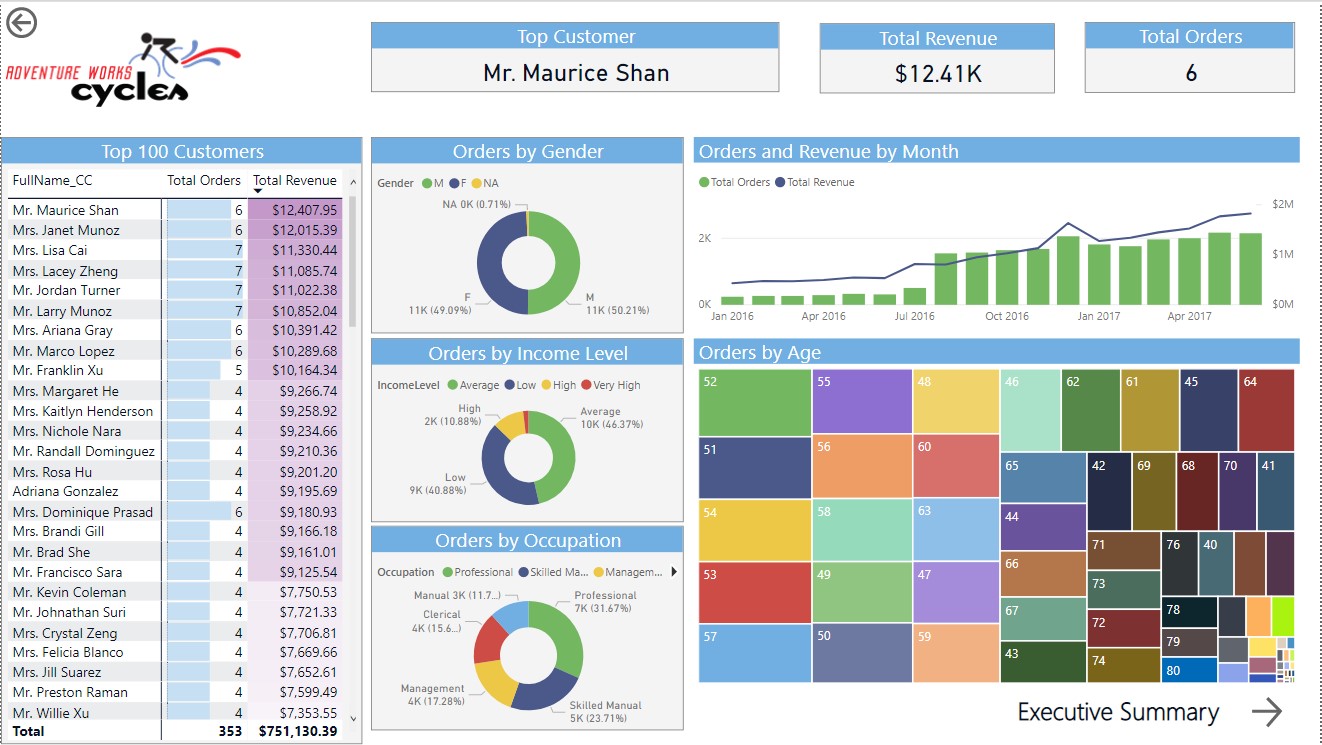 ADVENTURE WORKS
cycles
Top Customer
Mr. Maurice Shan
Total Revenue
$12.41K
Total Orders
6
Top 100 Customers
FullName_CC Total Orders Total Revenue
Mr. Maurice Shan 6 $12,407.95
Mrs. Janet Munoz 6 $12,015.39
Mrs. Lisa Cai 7 $11,330.44
Mrs. Lacey Zheng 7 $11,085.74
Mr. Jordan Turner 7 $11,022.38
Mr. Larry Munoz 7 $10,852.04
Mrs. Ariana Gray 6 $10,391.42
Mr. Marco Lopez 6 $10,289.68
Mr. Franklin Xu 5 $10,164.34
Mrs. Margaret He 4 $9,266.74
Mrs. Kaitlyn Henderson 4 $9,258.92
Mrs. Nichole Nara 4 $9,234.66
Mr. Randall Dominguez 4 $9,210.36
Mrs. Rosa Hu 4 $9,201.20
Adriana Gonzalez 4 $9,195.69
Mrs. Dominique Prasad 6 $9,180.93
Mrs. Brandi Gill 4 $9,166.18
Mr. Brad She 4 $9,161.01
Mr. Francisco Sara 4 $9,125.54
Mr. Kevin Coleman 4 $7,750.53
Mr. Johnathan Suri 4 $7,721.33
Mrs. Crystal Zeng 4 $7,706.81
Mrs. Felicia Blanco 4 $7,669.66
Mrs. Jill Suarez 4 $7,652.61
Mr. Preston Raman 4 $7,599.49
Mr. Willie Xu 4 $7,353.55
Total 353 $751,130.39
Orders by Gender
Gender M F NA
NA 0K (0.71%)
F
11K (49.09%)
M
11K (50.21%)
Orders by Income Level
IncomeLevel Average Low High Very High
High
2K (10.88%)
Average
10K (46.37%)
Low
9K (40.88%)
Orders by Occupation
Occupation Professional Skilled Ma... Managem...
Manual 3K (11.7...)
Professional
7K (31.67%)
Clerical
4K (15.6...)
Management
4K (17.28%)
Skilled Manual
5K (23.71%)
Orders and Revenue by Month
Total Orders Total Revenue
2K
0K
$2M
$1M
$0M
Jan 2016 Apr 2016 Jul 2016 Oct 2016 Jan 2017 Apr 2017
Orders by Age
52
51
54
53
57
55
56
58
49
50
48
60
63
47
59
46 62 61 45 64
65
44
66
67
43
42 69 68 70 41
71
73
72
74
76 40
78
79
80
Executive Summary